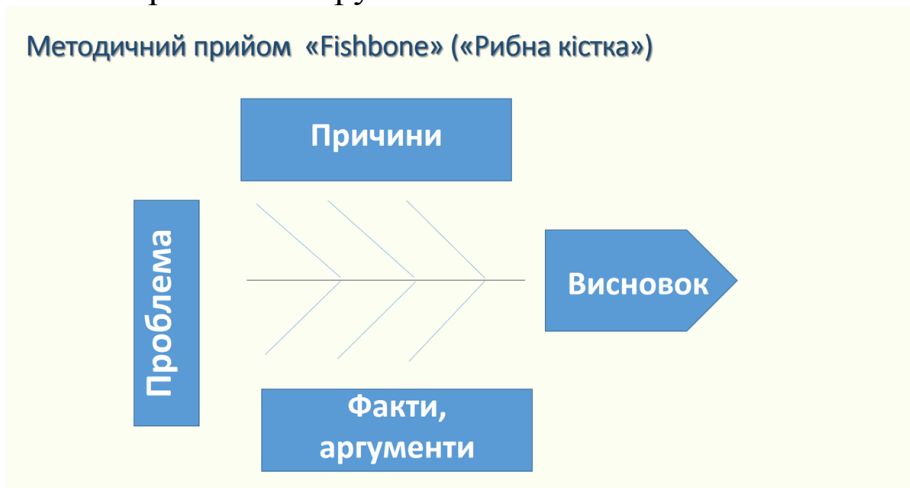 Методичний прийом «Fishbone» («Рибна кістка»)
Причини
Проблема
Висновок
Факти,
аргументи